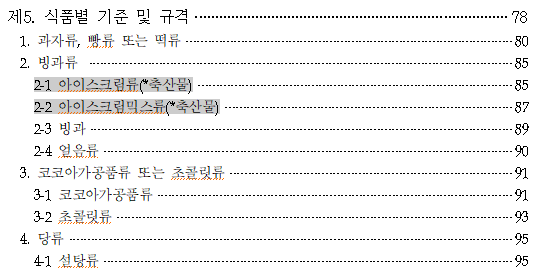 제5. 식품별 기준 및 규격 78
1. 과자류, 빵류 또는 떡류 80
2. 빙과류 85
2-1 아이스크림류(*축산물) 85
2-2 아이스크림믹스류(*축산물) 87
2-3 빙과 89
2-4 얼음류 90
3. 코코아가공품류 또는 초콜릿류 91
3-1 코코아가공품류 91
3-2 초콜릿류 93
4. 당류 95
4-1 설탕류 95